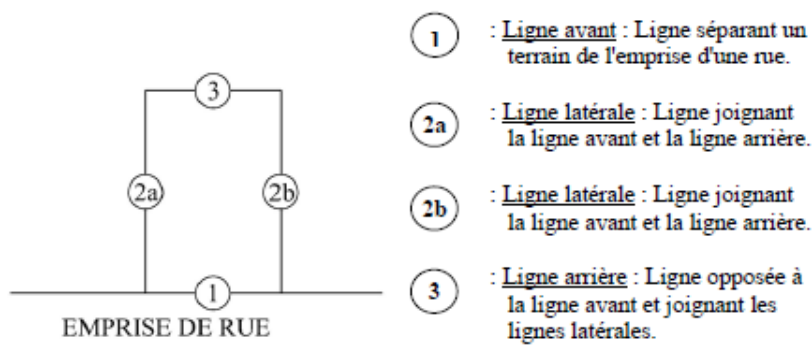 3
2a
2b
1
EMPRISE DE RUE
1 : Ligne avant : Ligne séparant un
terrain de l'emprise d'une rue.
2a : Ligne latérale : Ligne joignant
la ligne avant et la ligne arrière.
2b : Ligne latérale : Ligne joignant
la ligne avant et la ligne arrière.
3 : Ligne arrière : Ligne opposée à
la ligne avant et joignant les
lignes latérales.